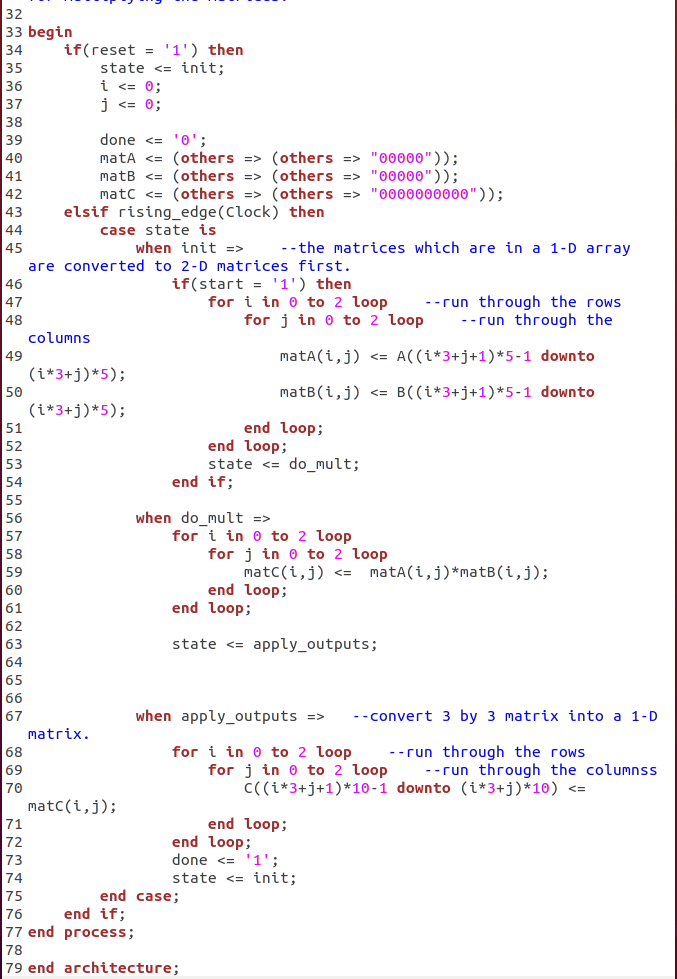 for Multiplying the Matrices.
32
33 begin
34     if(reset = '1') then
35         state <= init;
36         i <= 0;
37         j <= 0;
38
39         done <= '0';
40         matA <= (others => (others => "00000"));
41         matB <= (others => (others => "00000"));
42         matC <= (others => (others => "0000000000"));
43     elsif rising_edge(Clock) then
44         case state is
45             when init =>    --the matrices which are in a 1-D array
are converted to 2-D matrices first.
46                 if(start = '1') then
47                     for i in 0 to 2 loop    --run through the rows
48                         for j in 0 to 2 loop    --run through the
columns
49                             matA(i,j) <= A((i*3+j+1)*5-1 downto
(i*3+j)*5);
50                             matB(i,j) <= B((i*3+j+1)*5-1 downto
(i*3+j)*5);
51                         end loop;
52                     end loop;
53                     state <= do_mult;
54                 end if;
55
56             when do_mult =>
57                 for i in 0 to 2 loop
58                     for j in 0 to 2 loop
59                         matC(i,j) <=  matA(i,j)*matB(i,j);
60                     end loop;
61                 end loop;
62
63                 state <= apply_outputs;
64
65
66
67             when apply_outputs =>   --convert 3 by 3 matrix into a 1-D
matrix.
68                 for i in 0 to 2 loop    --run through the rows
69                     for j in 0 to 2 loop    --run through the columnss
70                         C((i*3+j+1)*10-1 downto (i*3+j)*10) <=
matC(i,j);
71                     end loop;
72                 end loop;
73                 done <= '1';
74                 state <= init;
75         end case;
76     end if;
77 end process;
78
79 end architecture;